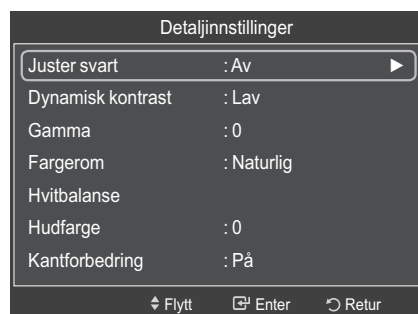 Detaljinnstillinger
Juster svart : Av ►
Dynamisk kontrast : Lav
Gamma : 0
Fargerom : Naturlig
Hvitbalanse
Hudfarge : 0
Kantforbedring : På
Flytt Enter Retur